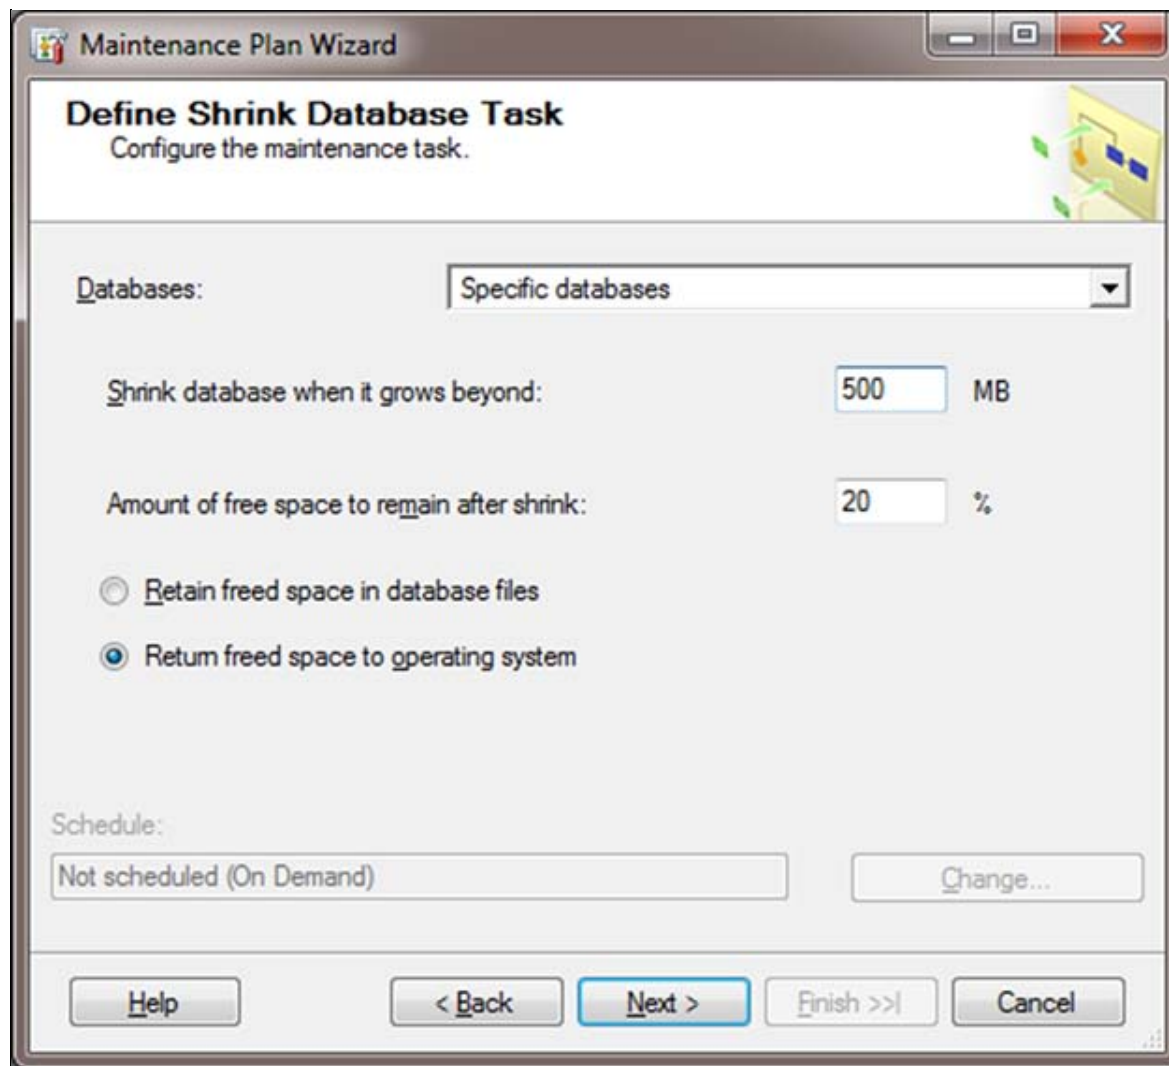 Maintenance Plan Wizard
Define Shrink Database Task
Configure the maintenance task.
Databases: Specific databases
Shrink database when it grows beyond: 500 MB
Amount of free space to remain after shrink: 20 %
Retain freed space in database files
Return freed space to operating system
Schedule:
Not scheduled (On Demand) Change...
Help < Back Next > Finish >>| Cancel